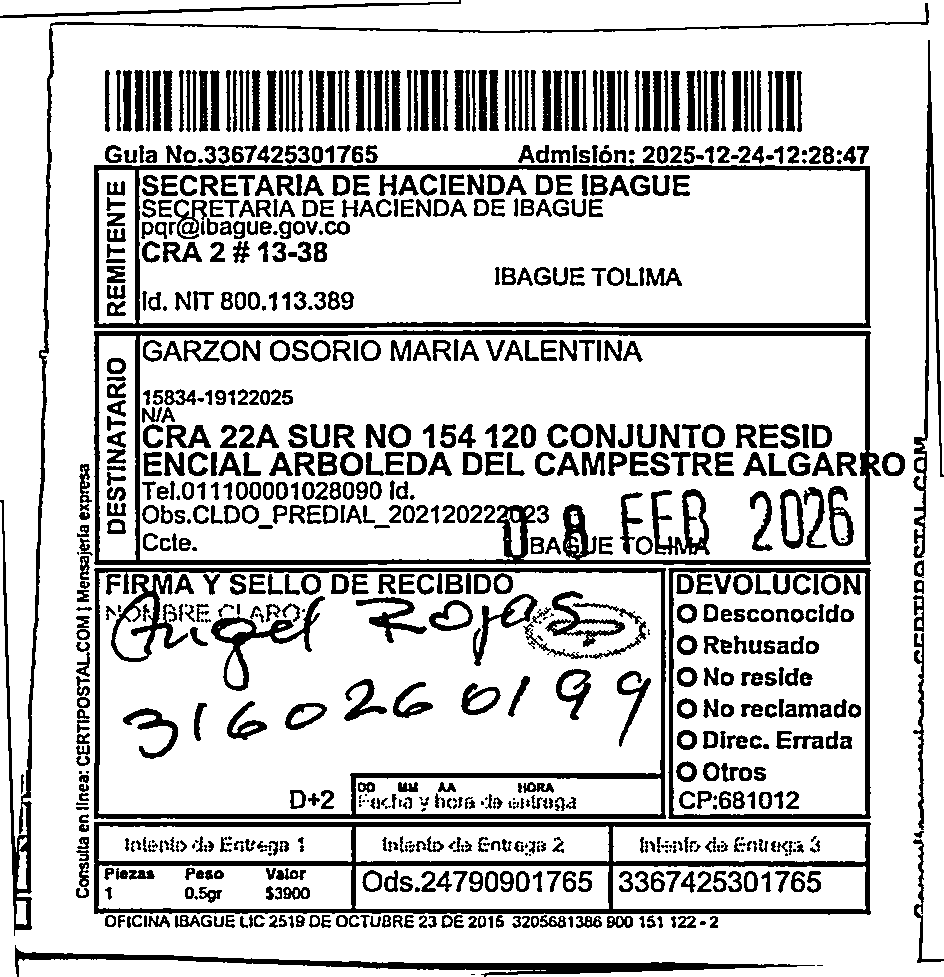 Guia No.3367425301765 Admisión: 2025-12-24-12:28:47
REMITENTE
SECRETARIA DE HACIENDA DE IBAGUE
SECRETARIA DE HACIENDA DE IBAGUE
pqr@ibague.gov.co
CRA 2 # 13-38
IBAGUE TOLIMA
Id. NIT 800.113.389
DESTINATARIO
GARZON OSORIO MARIA VALENTINA
15834-19122025
N/A
CRA 22A SUR NO 154 120 CONJUNTO RESID
ENCIAL ARBOLEDA DEL CAMPESTRE ALGARRO
Tel.011100001028090 Id.
Obs.CLDO_PREDIAL_202120222023
08 FEB 2026
Ccte. IBAGUE TOLIMA
FIRMA Y SELLO DE RECIBIDO
NOMBRE CLARO:
Angel Rojas
3160260199
D+2
DD MM AA HORA
Fecha y hora de entrega
DEVOLUCION
Desconocido
Rehusado
No reside
No reclamado
Direc. Errada
Otros
CP:681012
Intento de Entrega 1 Intento de Entrega 2 Intento de Entrega 3
Piezas Peso Valor
1 0.5gr $3900
Ods.24790901765 3367425301765
OFICINA IBAGUE LIC 2519 DE OCTUBRE 23 DE 2015 3205681386 900 151 122 - 2
Consulta en línea: CERTIPOSTAL.COM | Mensajería expresa
CERTIPOSTAL.COM